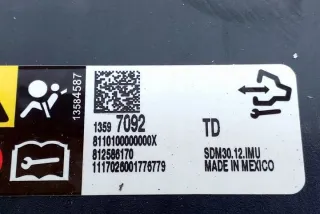 13584587
1359 7092
TD
8110100000000X
812586170
1117026001776779
SDM30.12.IMU
MADE IN MEXICO